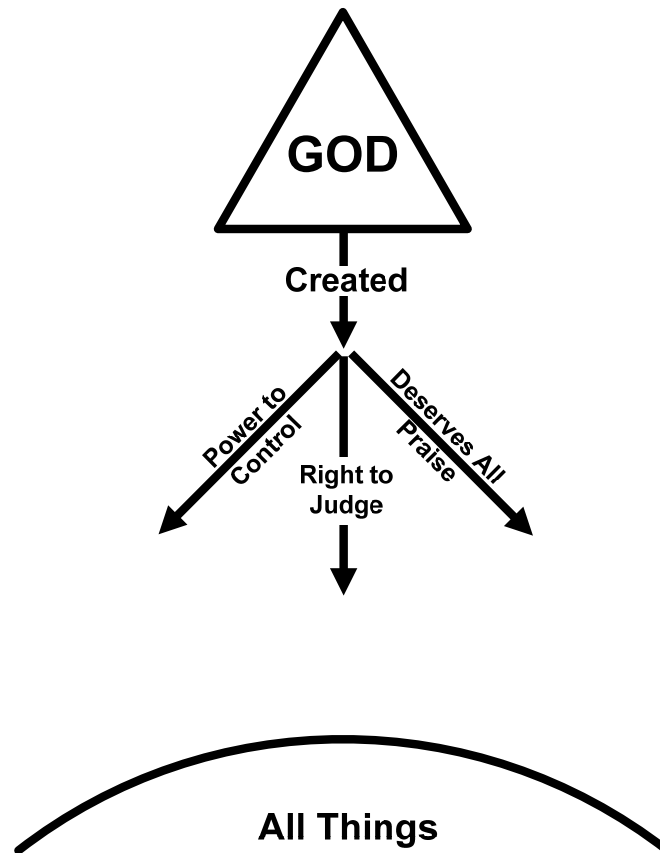 GOD
Created
Power to
Control
Right to
Judge
Deserves All
Praise
All Things